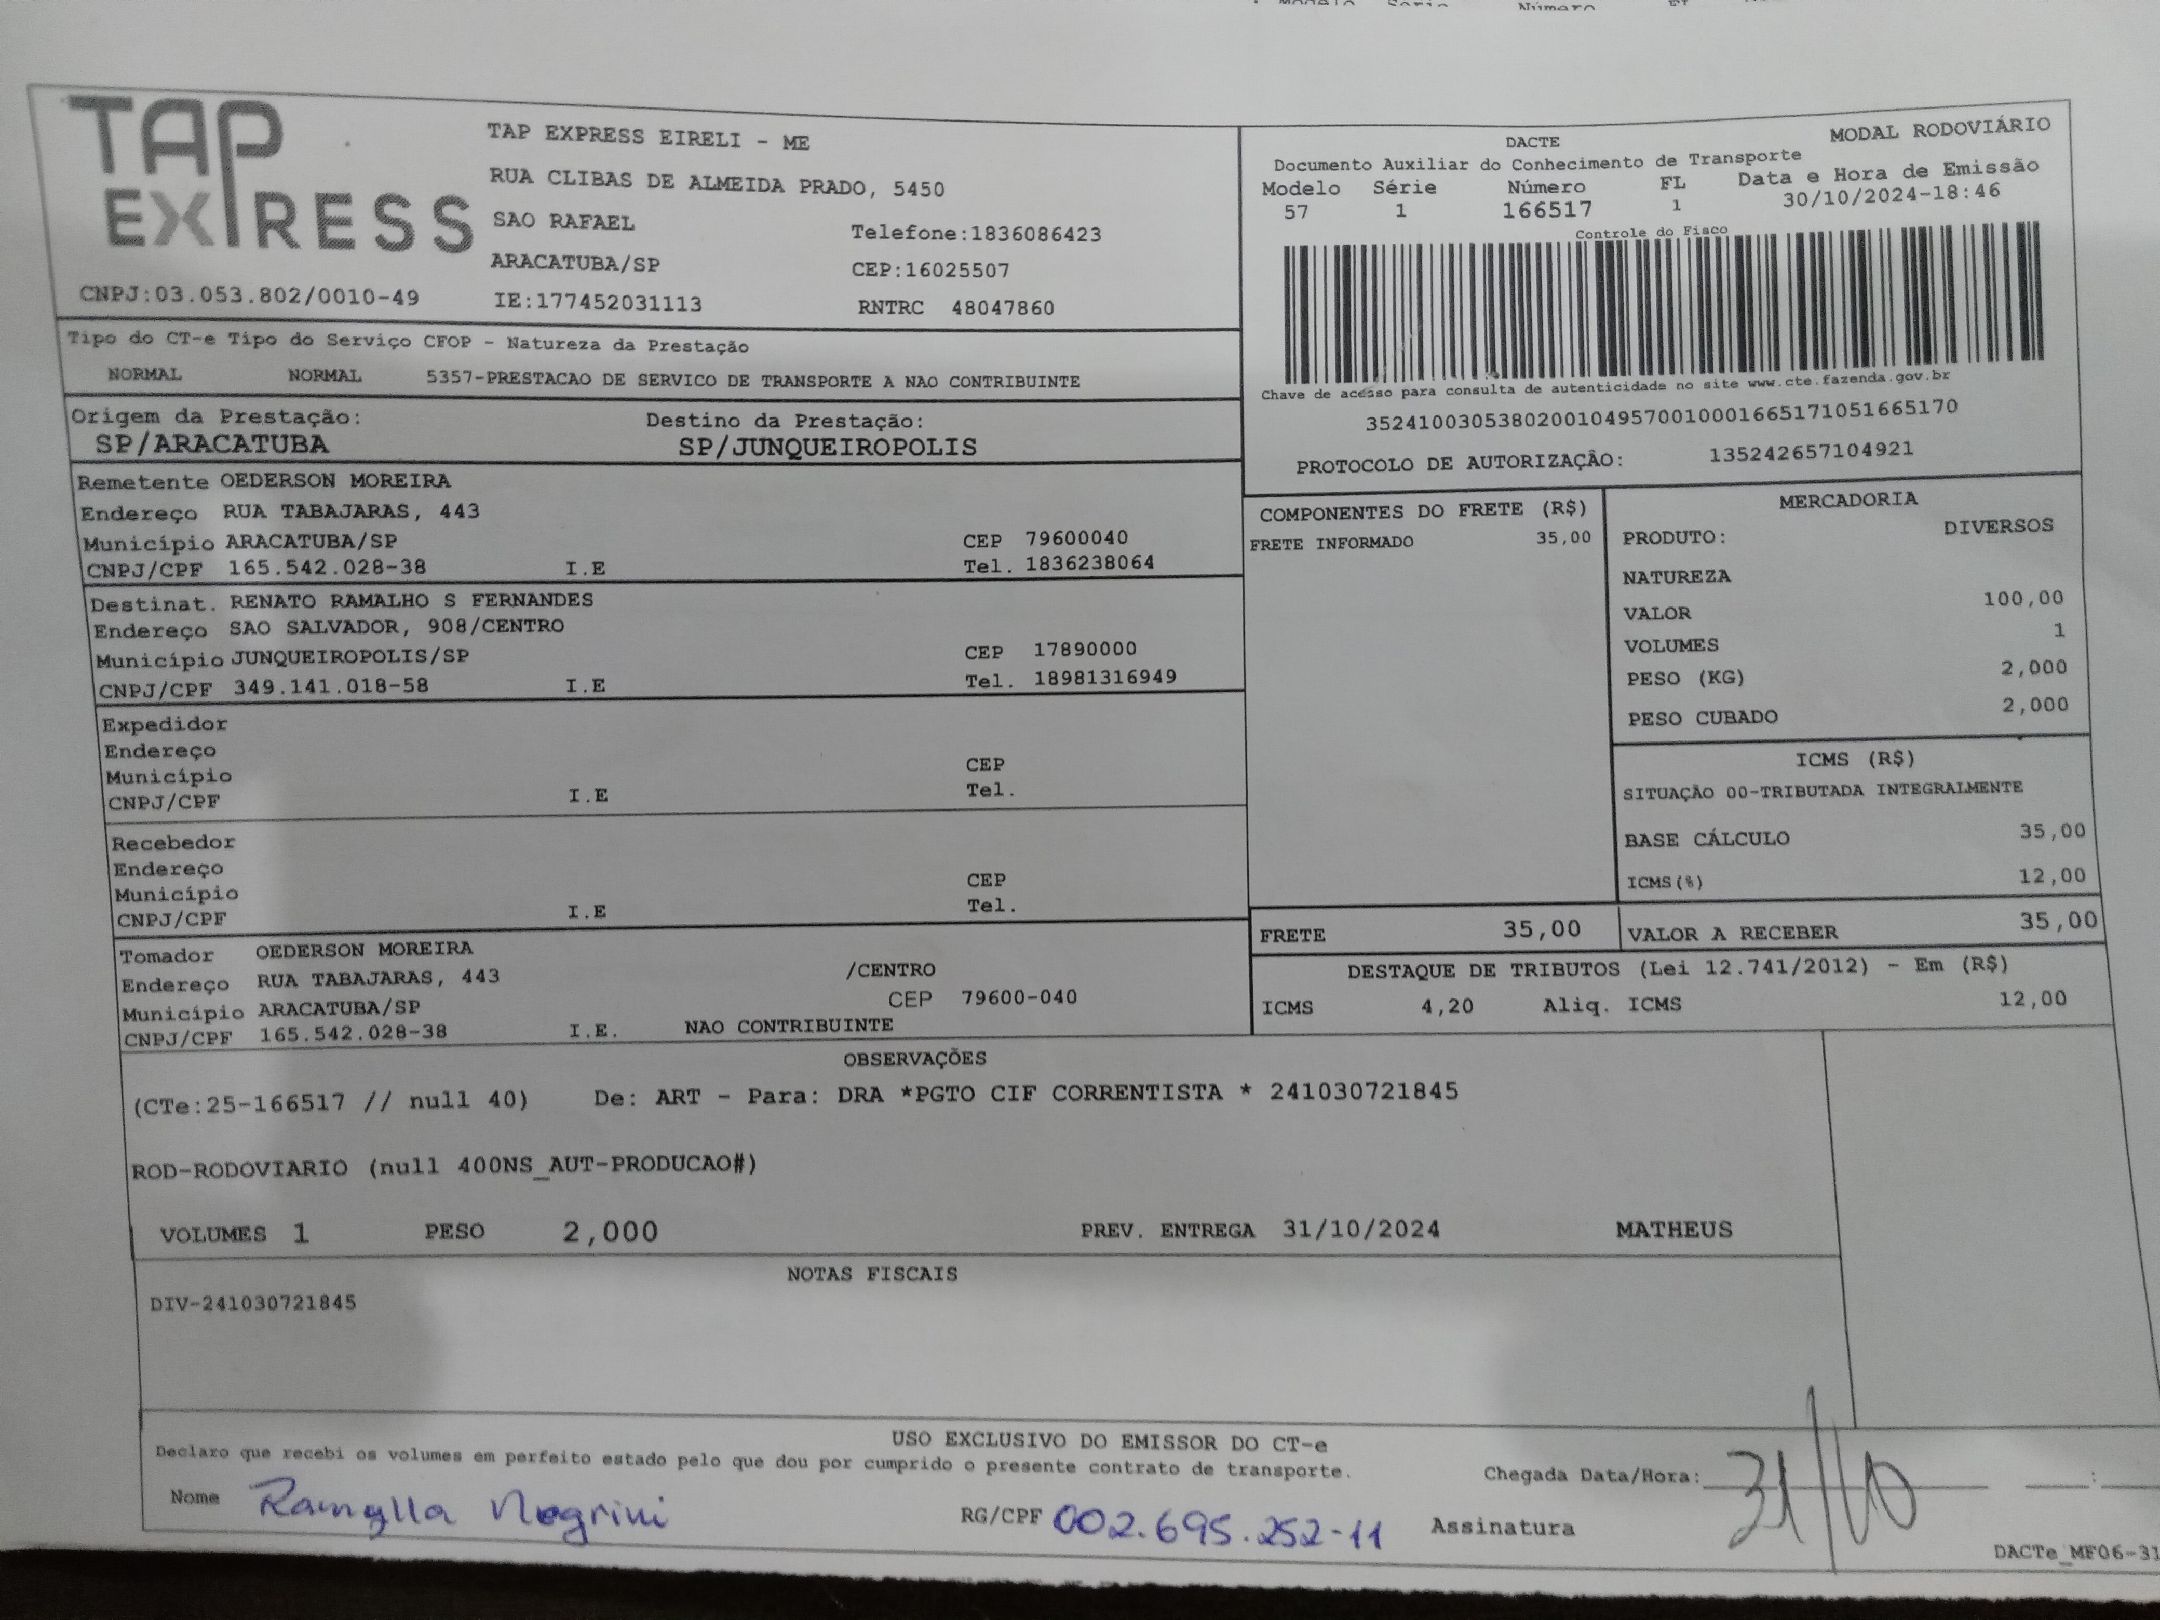 TAP
EXPRESS
CNPJ:03.053.802/0010-49
TAP EXPRESS EIRELI - ME
RUA CLIBAS DE ALMEIDA PRADO, 5450
SAO RAFAEL
Telefone:1836086423
ARACATUBA/SP
CEP:16025507
IE:177452031113
RNTRC 48047860
DACTE
MODAL RODOVIÁRIO
Documento Auxiliar do Conhecimento de Transporte
Modelo Série Número FL Data e Hora de Emissão
57 1 166517 1 30/10/2024-18:46
Controle do Fisco
Chave de acesso para consulta de autenticidade no site www.cte.fazenda.gov.br
35241003053802001049570010001665171051665170
PROTOCOLO DE AUTORIZAÇÃO: 135242657104921
Tipo do CT-e Tipo do Serviço CFOP - Natureza da Prestação
NORMAL NORMAL 5357-PRESTACAO DE SERVICO DE TRANSPORTE A NAO CONTRIBUINTE
Origem da Prestação: Destino da Prestação:
SP/ARACATUBA SP/JUNQUEIROPOLIS
Remetente OEDERSON MOREIRA
Endereço RUA TABAJARAS, 443
Município ARACATUBA/SP CEP 79600040
CNPJ/CPF 165.542.028-38 I.E Tel. 1836238064
Destinat. RENATO RAMALHO S FERNANDES
Endereço SAO SALVADOR, 908/CENTRO
Município JUNQUEIROPOLIS/SP CEP 17890000
CNPJ/CPF 349.141.018-58 I.E Tel. 18981316949
Expedidor
Endereço
Município CEP
CNPJ/CPF I.E Tel.
Recebedor
Endereço
Município CEP
CNPJ/CPF I.E Tel.
Tomador OEDERSON MOREIRA
Endereço RUA TABAJARAS, 443 /CENTRO
Município ARACATUBA/SP CEP 79600-040
CNPJ/CPF 165.542.028-38 I.E. NAO CONTRIBUINTE
COMPONENTES DO FRETE (R$)
FRETE INFORMADO 35,00
MERCADORIA
PRODUTO: DIVERSOS
NATUREZA
VALOR 100,00
VOLUMES 1
PESO (KG) 2,000
PESO CUBADO 2,000
ICMS (R$)
SITUAÇÃO 00-TRIBUTADA INTEGRALMENTE
BASE CÁLCULO 35,00
ICMS(%) 12,00
FRETE 35,00 VALOR A RECEBER 35,00
DESTAQUE DE TRIBUTOS (Lei 12.741/2012) - Em (R$)
ICMS 4,20 Aliq. ICMS 12,00
OBSERVAÇÕES
(CTe:25-166517 // null 40) De: ART - Para: DRA *PGTO CIF CORRENTISTA * 241030721845
ROD-RODOVIARIO (null 400NS_AUT-PRODUCAO#)
VOLUMES 1 PESO 2,000 PREV. ENTREGA 31/10/2024 MATHEUS
NOTAS FISCAIS
DIV-241030721845
USO EXCLUSIVO DO EMISSOR DO CT-e
Declaro que recebi os volumes em perfeito estado pelo que dou por cumprido o presente contrato de transporte.
Chegada Data/Hora: 31/10 :
Nome Ramylla Negrini RG/CPF 002.695.252-11 Assinatura
DACTe_MF06-31